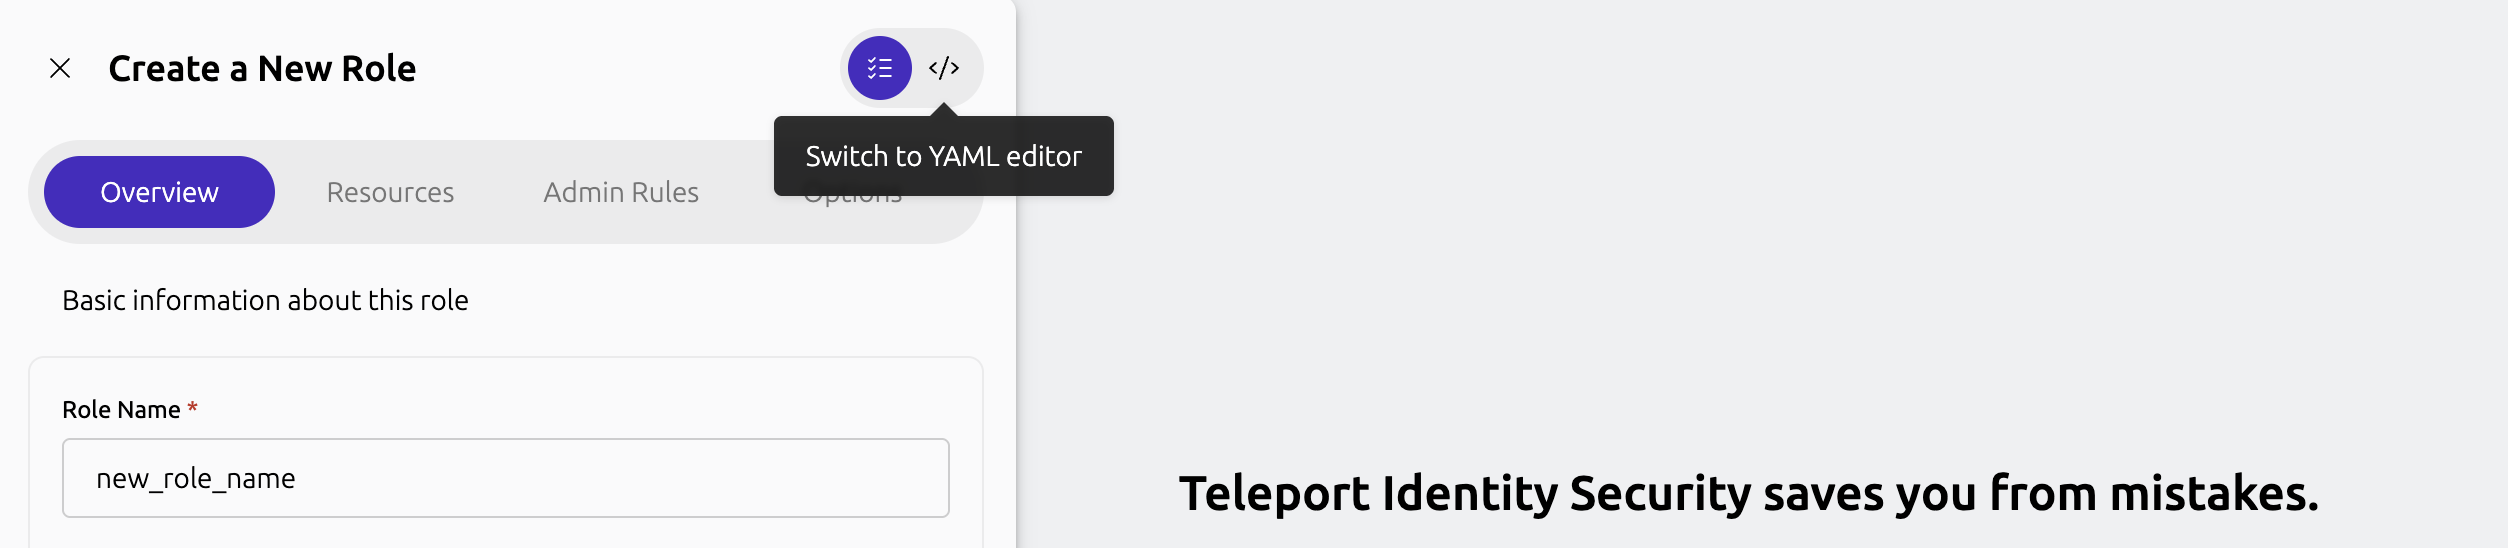 Create a New Role
</>
Switch to YAML editor
Overview
Resources
Admin Rules
Options
Basic information about this role
Role Name *
new_role_name
Teleport Identity Security saves you from mistakes.